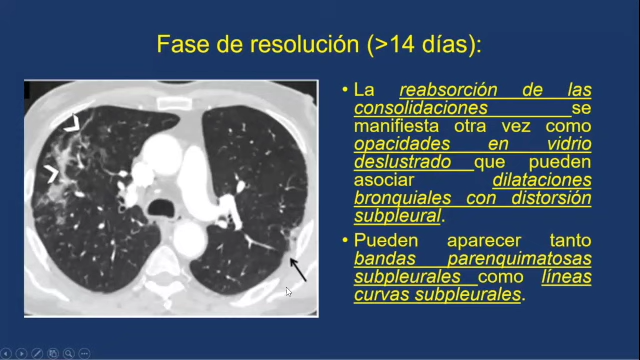 Fase de resolución (>14 días):
• La reabsorción de las
consolidaciones se
manifiesta otra vez como
opacidades en vidrio
deslustrado que pueden
asociar dilataciones
bronquiales con distorsión
subpleural.
• Pueden aparecer tanto
bandas parenquimatosas
subpleurales como líneas
curvas subpleurales.